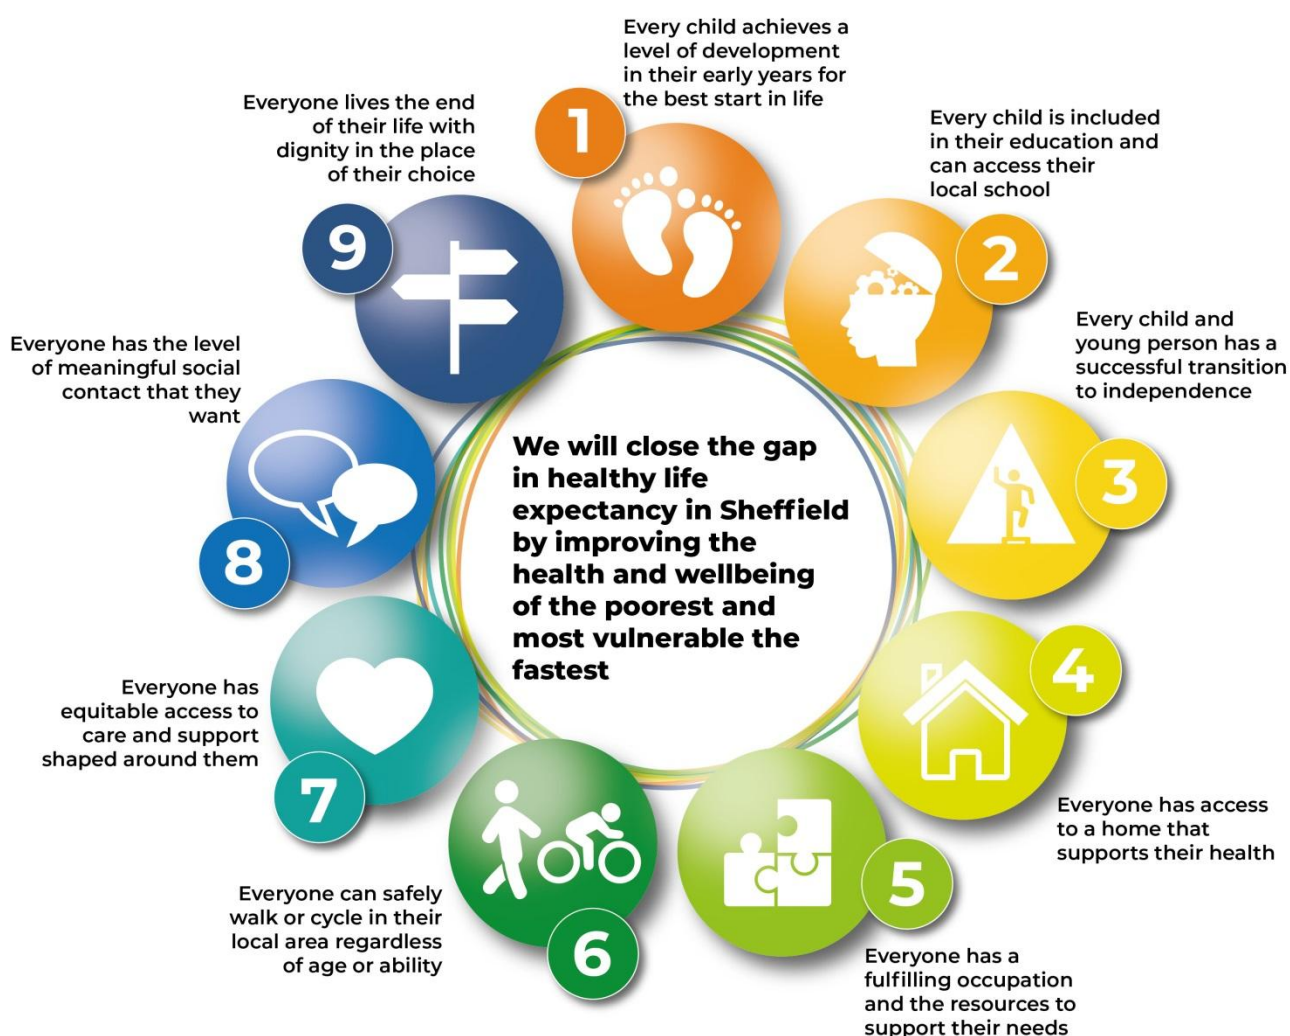 1
Every child achieves a
level of development
in their early years for
the best start in life
2
Every child is included
in their education and
can access their
local school
3
Every child and
young person has a
successful transition
to independence
4
Everyone has access
to a home that
supports their health
5
Everyone has a
fulfilling occupation
and the resources to
support their needs
6
Everyone can safely
walk or cycle in their
local area regardless
of age or ability
7
Everyone has
equitable access to
care and support
shaped around them
8
Everyone has the level
of meaningful social
contact that they
want
9
Everyone lives the end
of their life with
dignity in the place
of their choice
We will close the gap
in healthy life
expectancy in Sheffield
by improving the
health and wellbeing
of the poorest and
most vulnerable the
fastest